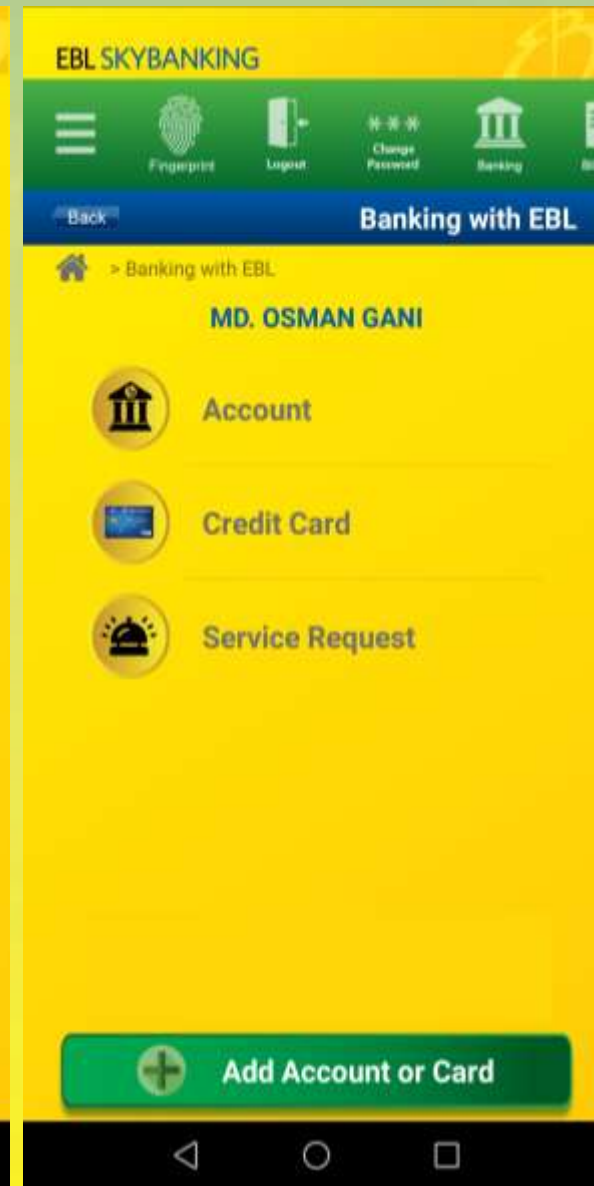 EBL SKYBANKING
Fingerprint
Logout
***
Change
Password
Banking
Back
Banking with EBL
> Banking with EBL
MD. OSMAN GANI
Account
Credit Card
Service Request
Add Account or Card